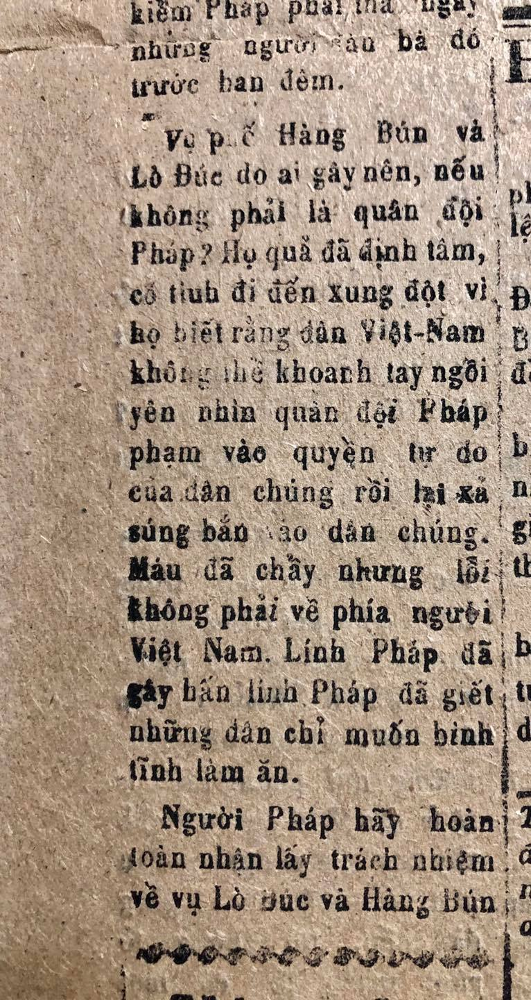 kiểm Pháp phải thả ngay
những người đàn bà đó
trước ban đêm.
Vụ phố Hàng Bún và
Lò Đúc do ai gây nên, nếu
không phải là quân đội
Pháp? Họ quả đã định tâm,
cố tình đi đến xung đột vì
họ biết rằng dân Việt-Nam
không thể khoanh tay ngồi
yên nhìn quân đội Pháp
phạm vào quyền tự do
của dân chúng rồi lại xả
súng bắn vào dân chúng.
Máu đã chầy nhưng lỗi
không phải về phía người
Việt Nam. Lính Pháp đã
gây hấn lính Pháp đã giết
những dân chỉ muốn bình
tĩnh làm ăn.
Người Pháp hãy hoàn
toàn nhận lấy trách nhiệm
về vụ Lò Đúc và Hàng Bún